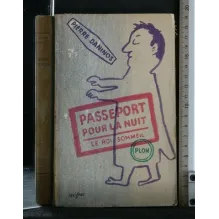 PIERRE DANINOS
PASSEPORT
POUR LA NUIT
LE ROI SOMMEIL
PLON